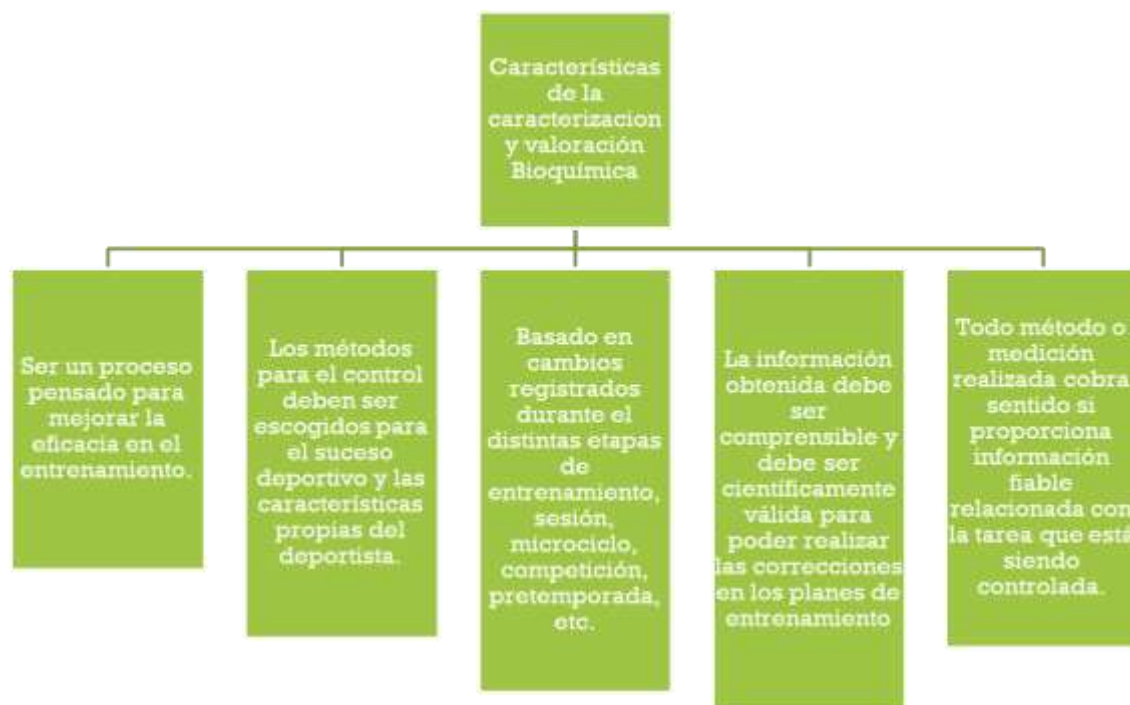 Características
de la
caracterizacion
y valoración
Bioquímica
Ser un proceso
pensado para
mejorar la
eficacia en el
entrenamiento.
Los métodos
para el control
deben ser
escogidos para
el suceso
deportivo y las
características
propias del
deportista.
Basado en
cambios
registrados
durante el
distintas etapas
de
entrenamiento,
sesión,
microciclo,
competición,
pretemporada,
etc.
La información
obtenida debe
ser
comprensible y
debe ser
científicamente
válida para
poder realizar
las correcciones
en los planes de
entrenamiento
Todo método o
medición
realizada cobra
sentido si
proporciona
información
fiable
relacionada con
la tarea que está
siendo
controlada.